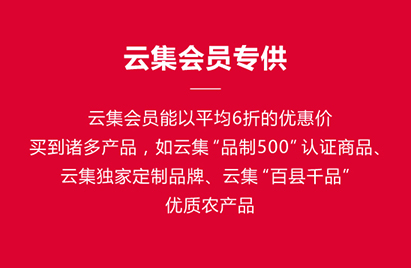 云集会员专供
云集会员能以平均6折的优惠价
买到诸多产品，如云集“品制500”认证商品、
云集独家定制品牌、云集“百县千品”
优质农产品